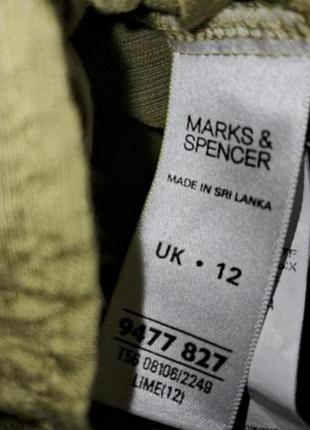 MARKS &
SPENCER
MADE IN SRI LANKA
UK • 12
9477 827
T56 08106/2249
LIME(12)